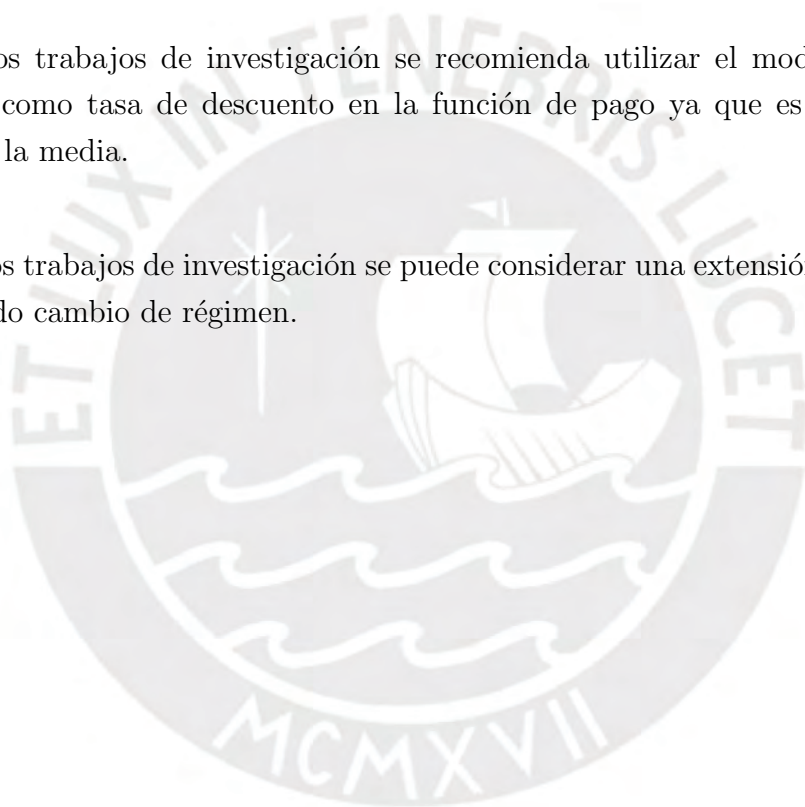 os trabajos de investigación se recomienda utilizar el mod
como tasa de descuento en la función de pago ya que es
la media.
os trabajos de investigación se puede considerar una extensión
do cambio de régimen.
ET LUX IN TENEBRIS LUCET
MCMXVII